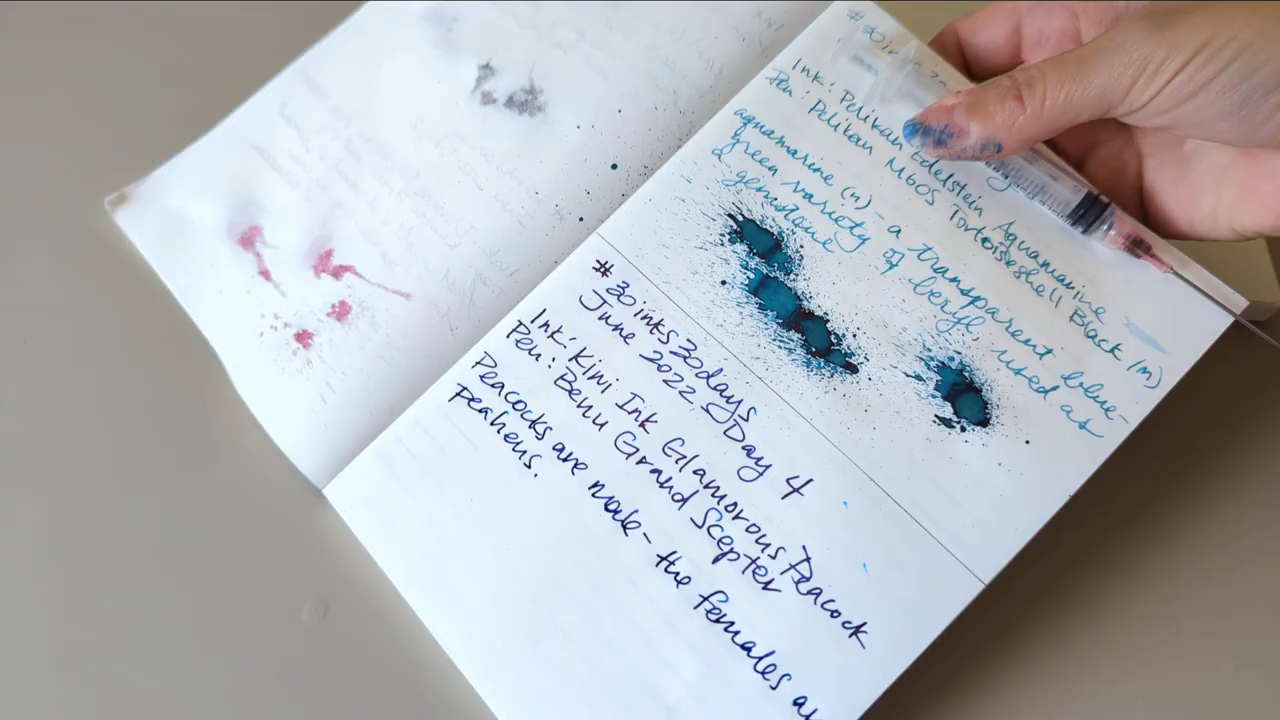 Ink: Pelikan Edelstein Aquamarine
Pen: Pelikan M605 Tortoiseshell Black (M)
aquamarine (n) - a transparent blue-
green variety of beryl, used as
a gemstone
#30inks30days
June 2022, Day 4
Ink: Kiwi Ink Glamorous Peacock
Pen: Benu Grand Scepter
Peacocks are male - the females
peahens.